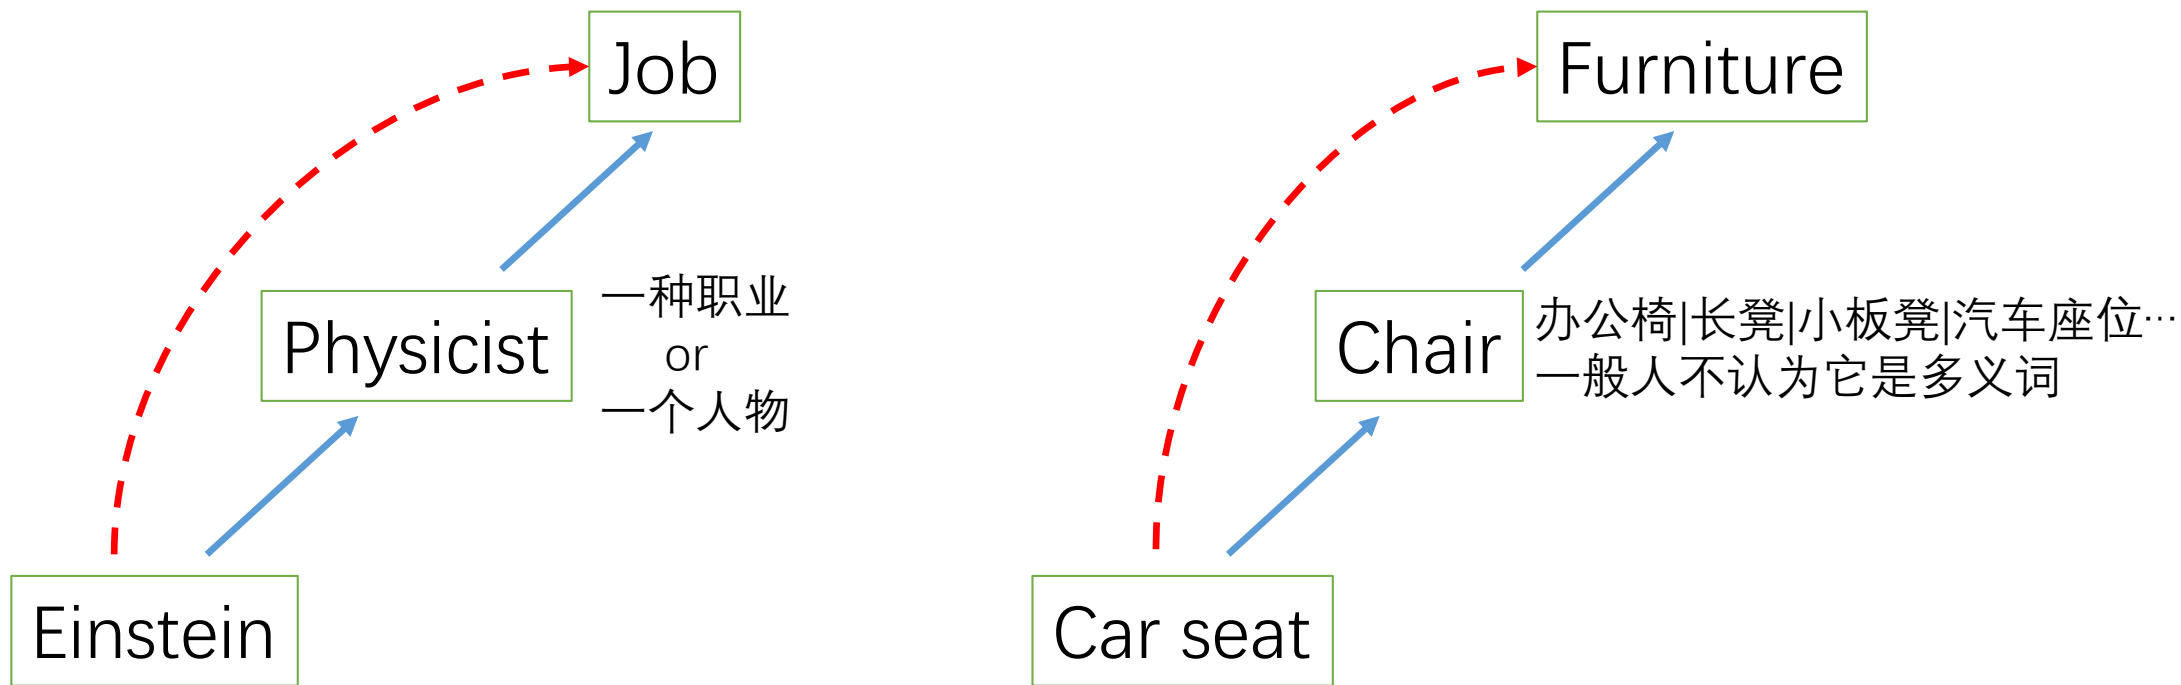 Job
Physicist
一种职业
or
一个人物
Einstein
Furniture
Chair
办公椅|长凳|小板凳|汽车座位…
一般人不认为它是多义词
Car seat